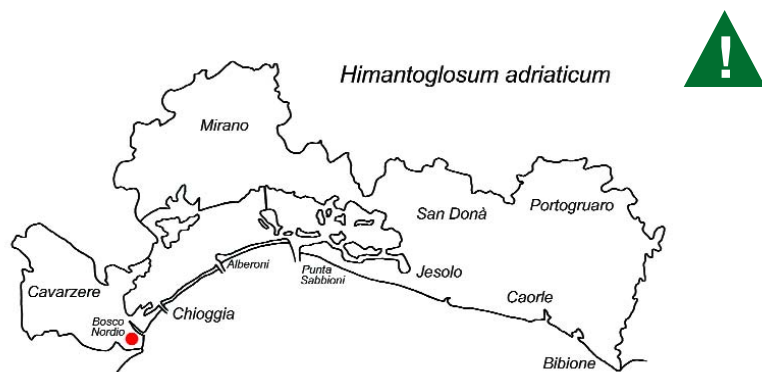 Himantoglosum adriaticum
!
Mirano
San Donà
Portogruaro
Alberoni
Punta
Sabbioni
Jesolo
Cavarzere
Caorle
Chioggia
Bosco
Nordio
Bibione